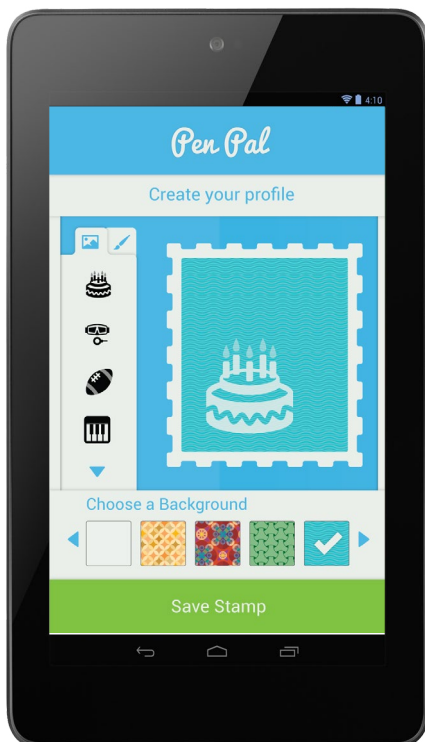 4:10
Pen Pal
Create your profile
Choose a Background
Save Stamp